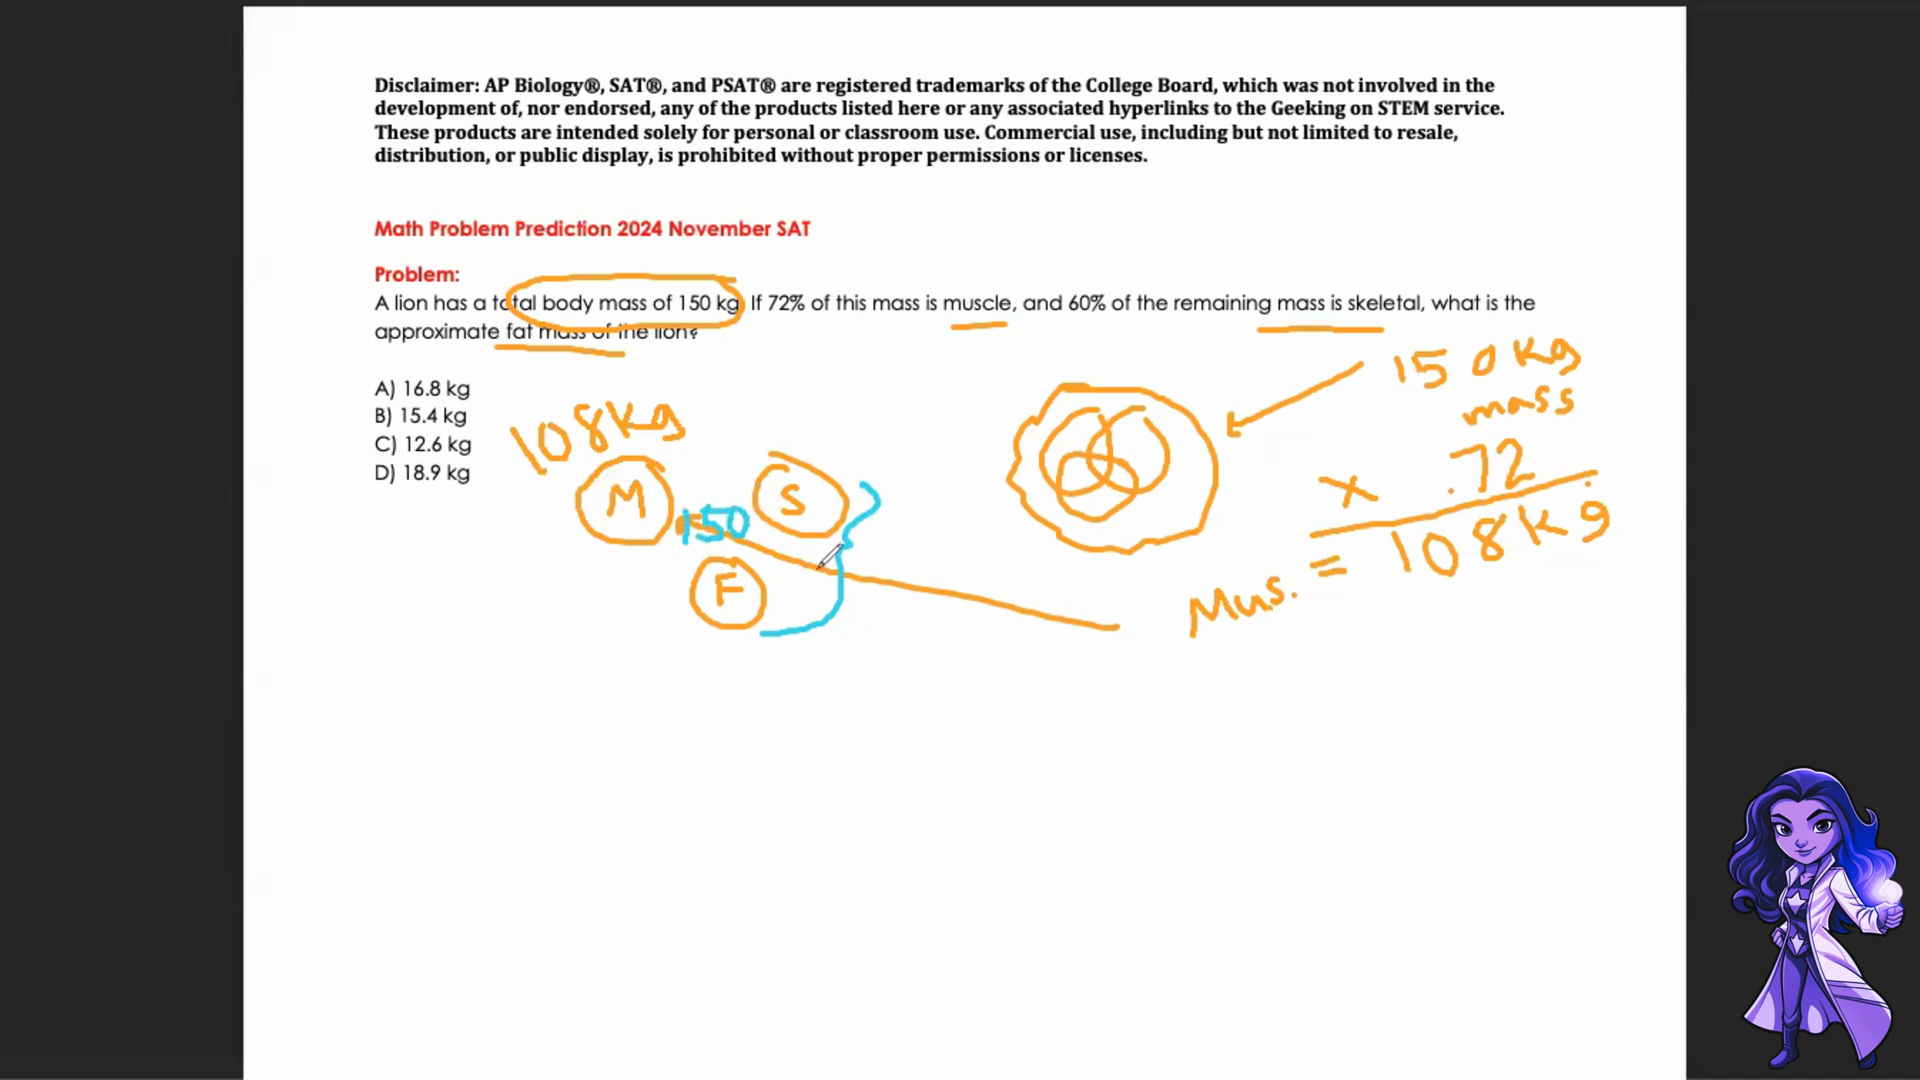 Disclaimer: AP Biology®, SAT®, and PSAT® are registered trademarks of the College Board, which was not involved in the
development of, nor endorsed, any of the products listed here or any associated hyperlinks to the Geeking on STEM service.
These products are intended solely for personal or classroom use. Commercial use, including but not limited to resale,
distribution, or public display, is prohibited without proper permissions or licenses.
Math Problem Prediction 2024 November SAT
Problem:
A lion has a total body mass of 150 kg. If 72% of this mass is muscle, and 60% of the remaining mass is skeletal, what is the
approximate fat mass of the lion?
A) 16.8 kg
B) 15.4 kg
C) 12.6 kg
D) 18.9 kg
108kg
M
150
S
F
150kg
mass
x .72
Mus. = 108kg